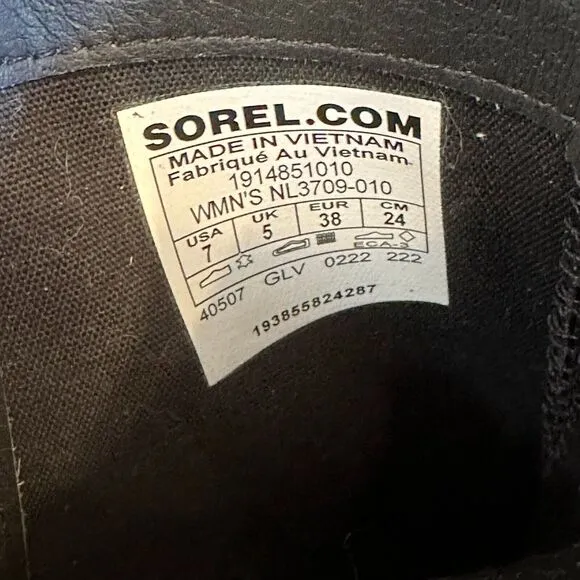 SOREL.COM
MADE IN VIETNAM
Fabriqué Au Vietnam
1914851010
WMN'S NL3709-010
USA UK EUR CM
7 5 38 24
ECA-3
40507 GLV 0222 222
193855824287